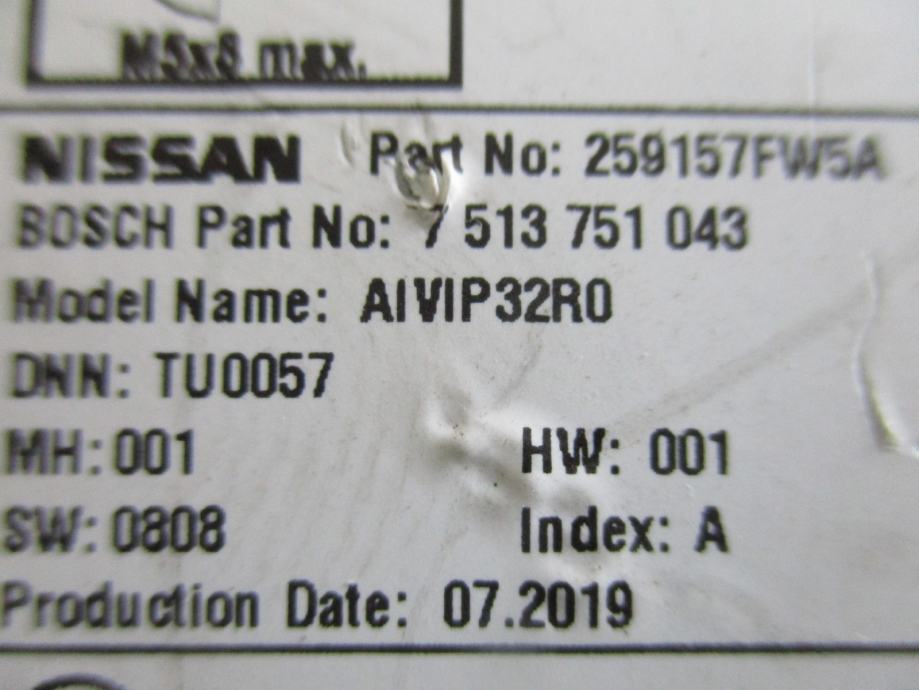 M5x8 max.
NISSAN Part No: 259157FW5A
BOSCH Part No: 7 513 751 043
Model Name: AIVIP32R0
DNN: TU0057
MH: 001 HW: 001
SW: 0808 Index: A
Production Date: 07.2019